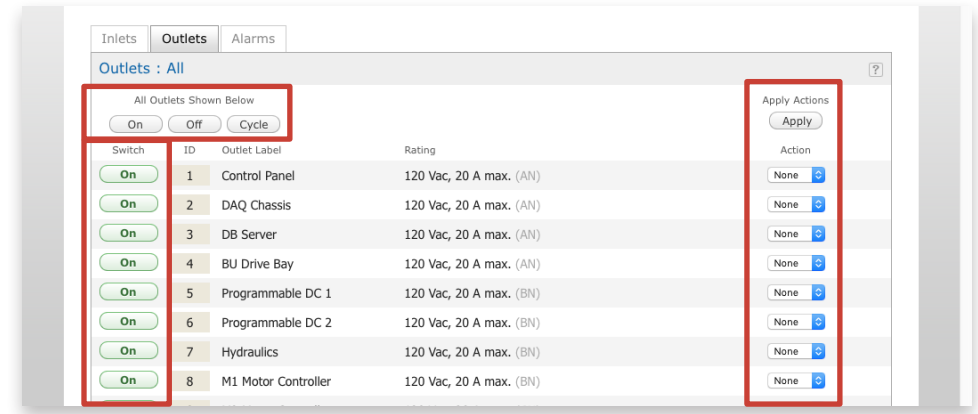 Inlets Outlets Alarms
Outlets : All ?
All Outlets Shown Below Apply Actions
On Off Cycle Apply
Switch ID Outlet Label Rating Action
On 1 Control Panel 120 Vac, 20 A max. (AN) None
On 2 DAQ Chassis 120 Vac, 20 A max. (AN) None
On 3 DB Server 120 Vac, 20 A max. (AN) None
On 4 BU Drive Bay 120 Vac, 20 A max. (AN) None
On 5 Programmable DC 1 120 Vac, 20 A max. (BN) None
On 6 Programmable DC 2 120 Vac, 20 A max. (BN) None
On 7 Hydraulics 120 Vac, 20 A max. (BN) None
On 8 M1 Motor Controller 120 Vac, 20 A max. (BN) None